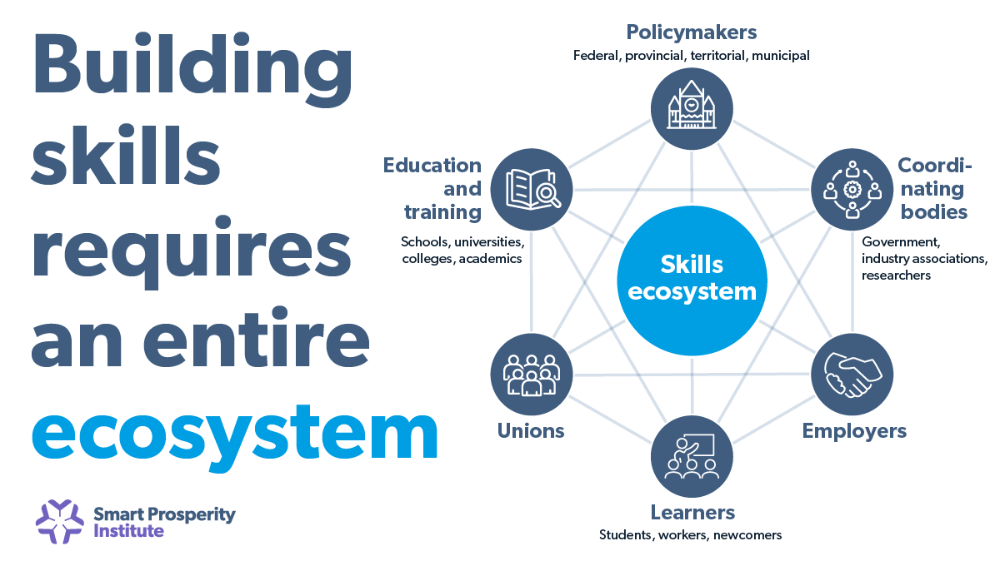 Building
skills
requires
an entire
ecosystem
Smart Prosperity
Institute
Policymakers
Federal, provincial, territorial, municipal
Education
and
training
Schools, universities,
colleges, academics
Coordi-
nating
bodies
Government,
industry associations,
researchers
Skills
ecosystem
Unions
Employers
Learners
Students, workers, newcomers